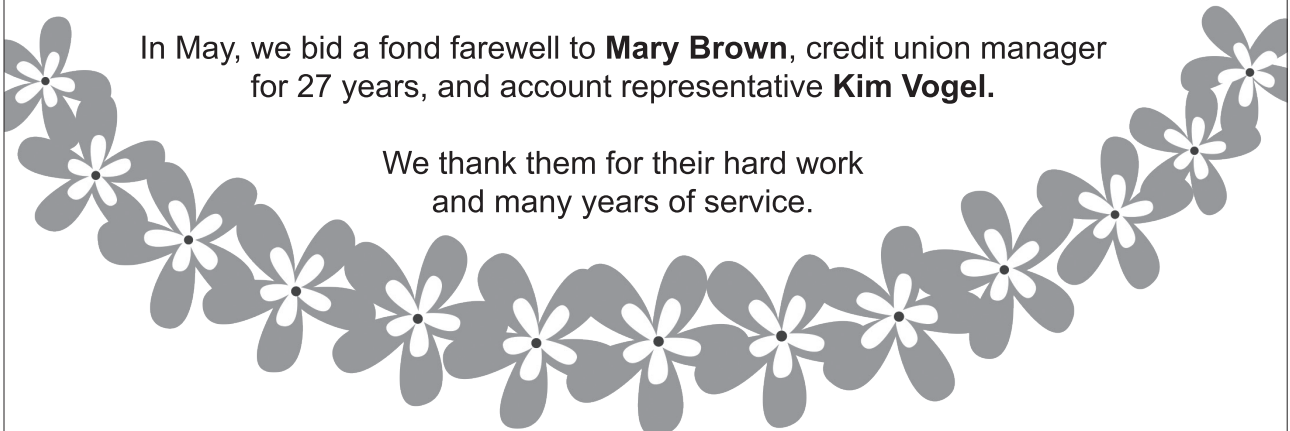 In May, we bid a fond farewell to Mary Brown, credit union manager
for 27 years, and account representative Kim Vogel.
We thank them for their hard work
and many years of service.